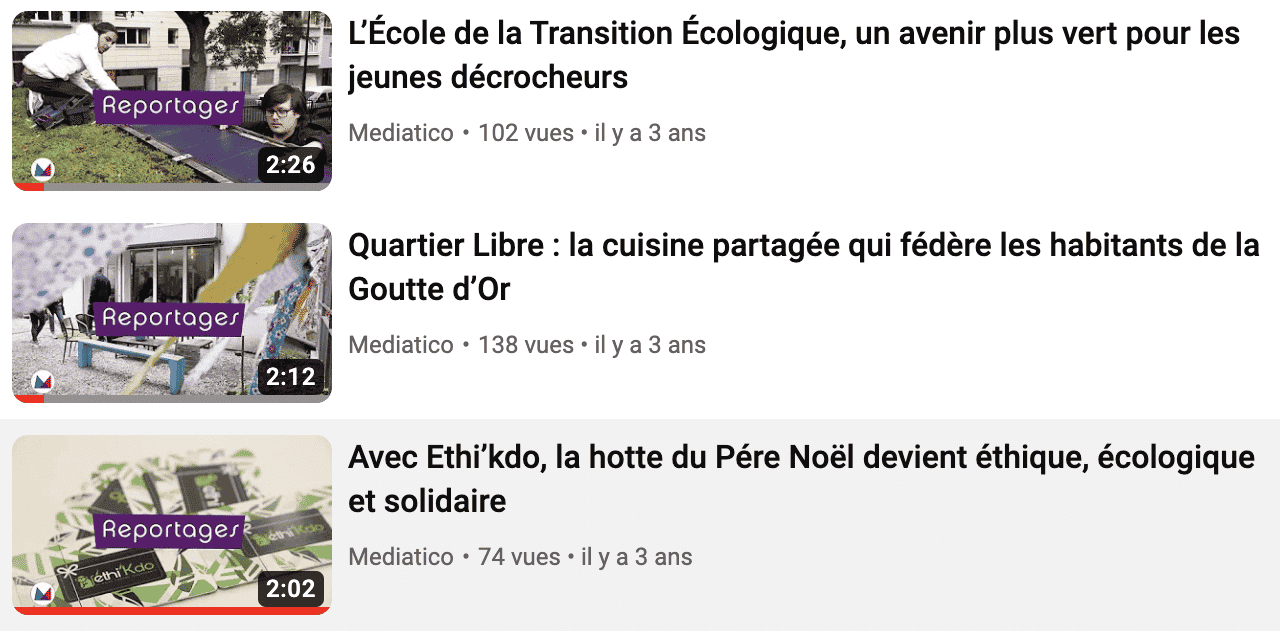 L’École de la Transition Écologique, un avenir plus vert pour les
jeunes décrocheurs
Mediatico • 102 vues • il y a 3 ans
Reportages
2:26
Quartier Libre : la cuisine partagée qui fédère les habitants de la
Goutte d’Or
Mediatico • 138 vues • il y a 3 ans
Reportages
2:12
Avec Ethi’kdo, la hotte du Pére Noël devient éthique, écologique
et solidaire
Mediatico • 74 vues • il y a 3 ans
Reportages
éthi'Kdo
éthi'Kdo
2:02